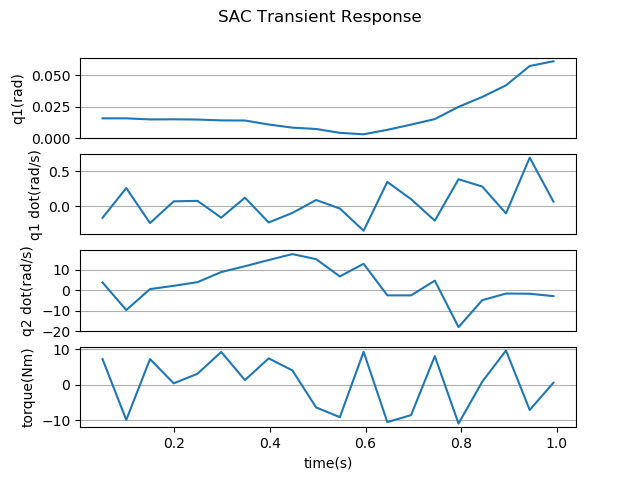 SAC Transient Response
q1(rad)
0.050
0.025
0.000
q1 dot(rad/s)
0.5
0.0
q2 dot(rad/s)
10
0
−10
−20
torque(Nm)
10
0
−10
0.2 0.4 0.6 0.8 1.0
time(s)